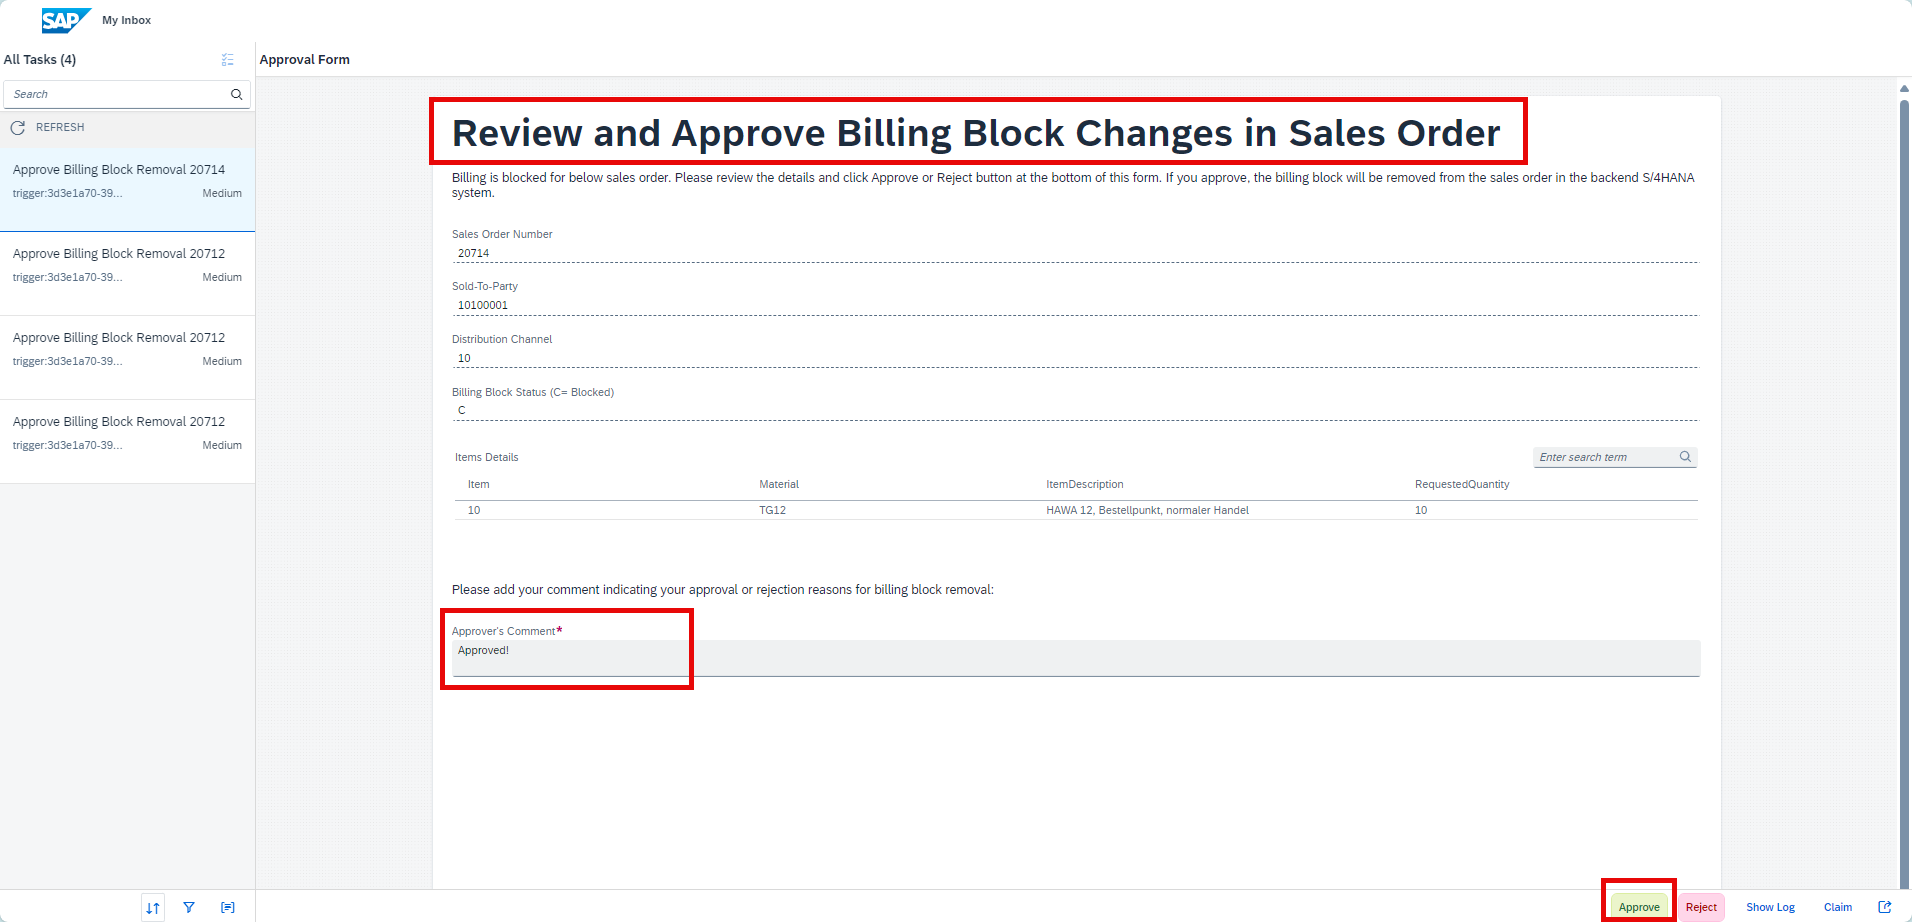 SAP My Inbox
All Tasks (4)
Search
REFRESH
Approve Billing Block Removal 20714
trigger:3d3e1a70-39... Medium
Approve Billing Block Removal 20712
trigger:3d3e1a70-39... Medium
Approve Billing Block Removal 20712
trigger:3d3e1a70-39... Medium
Approve Billing Block Removal 20712
trigger:3d3e1a70-39... Medium
Approval Form
Review and Approve Billing Block Changes in Sales Order
Billing is blocked for below sales order. Please review the details and click Approve or Reject button at the bottom of this form. If you approve, the billing block will be removed from the sales order in the backend S/4HANA
system.
Sales Order Number
20714
Sold-To-Party
10100001
Distribution Channel
10
Billing Block Status (C= Blocked)
C
Items Details Enter search term
Item Material ItemDescription RequestedQuantity
10 TG12 HAWA 12, Bestellpunkt, normaler Handel 10
Please add your comment indicating your approval or rejection reasons for billing block removal:
Approver's Comment*
Approved!
Approve Reject Show Log Claim